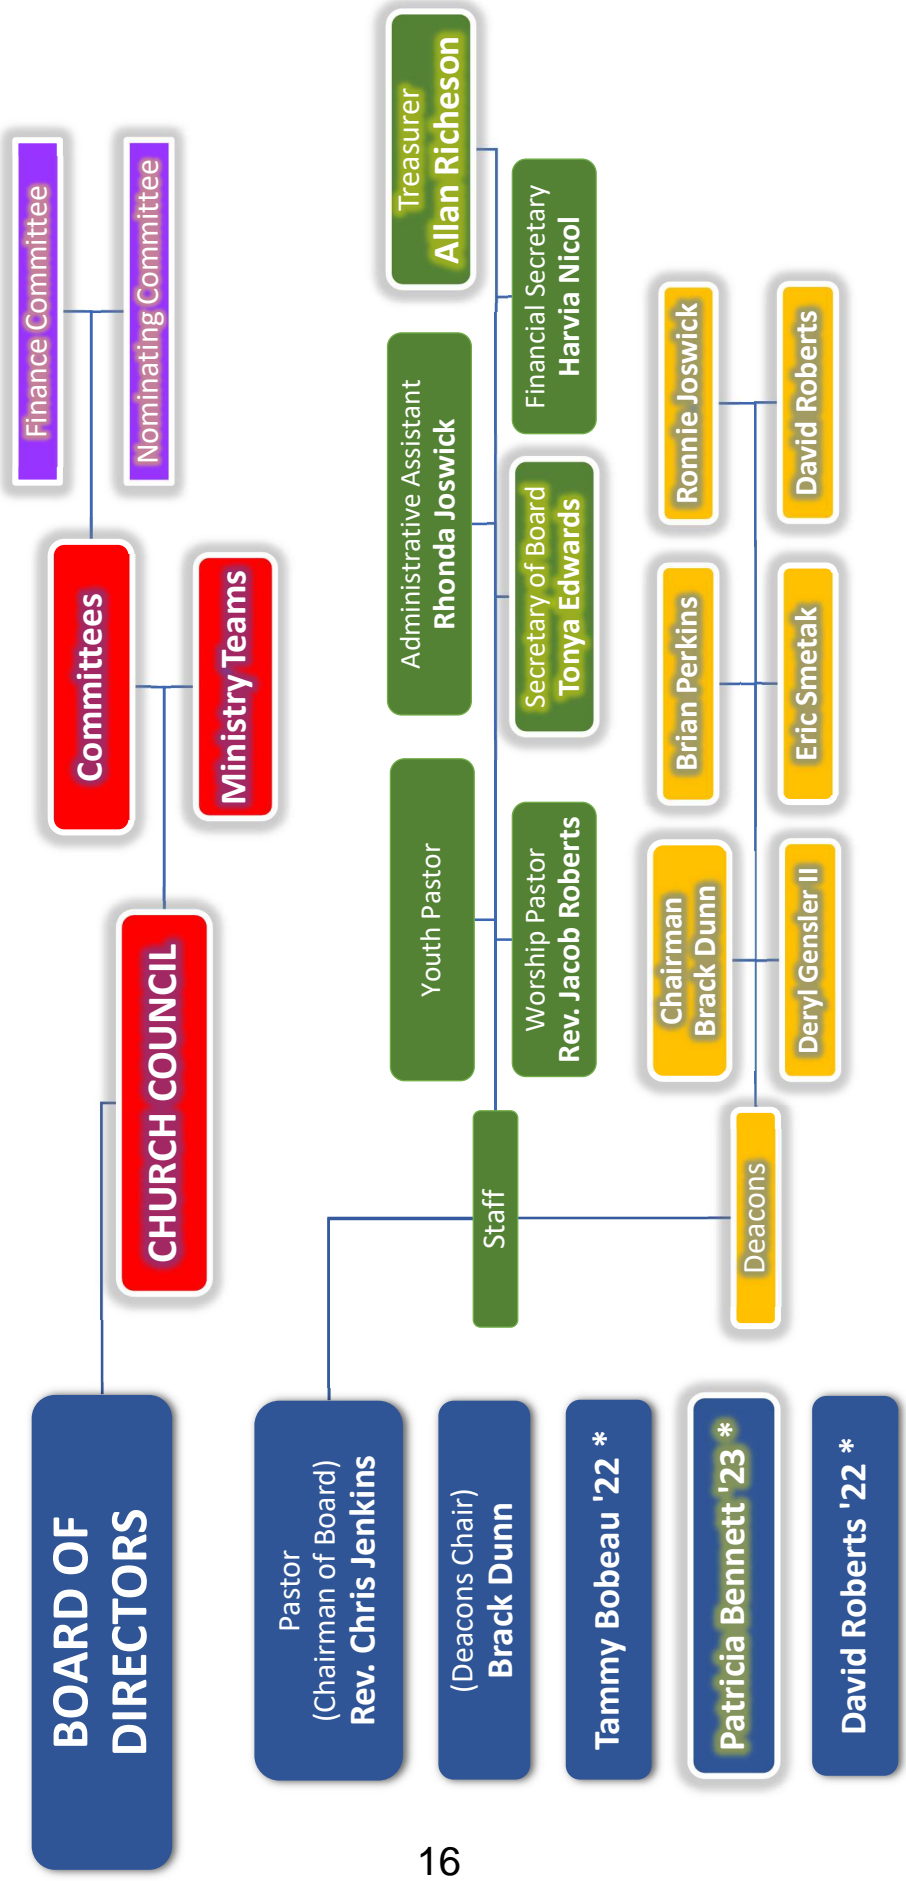 BOARD OF
DIRECTORS
CHURCH COUNCIL
Committees
Ministry Teams
Finance Committee
Nominating Committee
Pastor
(Chairman of Board)
Rev. Chris Jenkins
(Deacons Chair)
Brack Dunn
Tammy Bobeau '22 *
Patricia Bennett '23 *
David Roberts '22 *
Staff
Youth Pastor
Administrative Assistant
Rhonda Joswick
Treasurer
Allan Richeson
Worship Pastor
Rev. Jacob Roberts
Secretary of Board
Tonya Edwards
Financial Secretary
Harvia Nicol
Deacons
Chairman
Brack Dunn
Brian Perkins
Ronnie Joswick
Deryl Gensler II
Eric Smetak
David Roberts
16